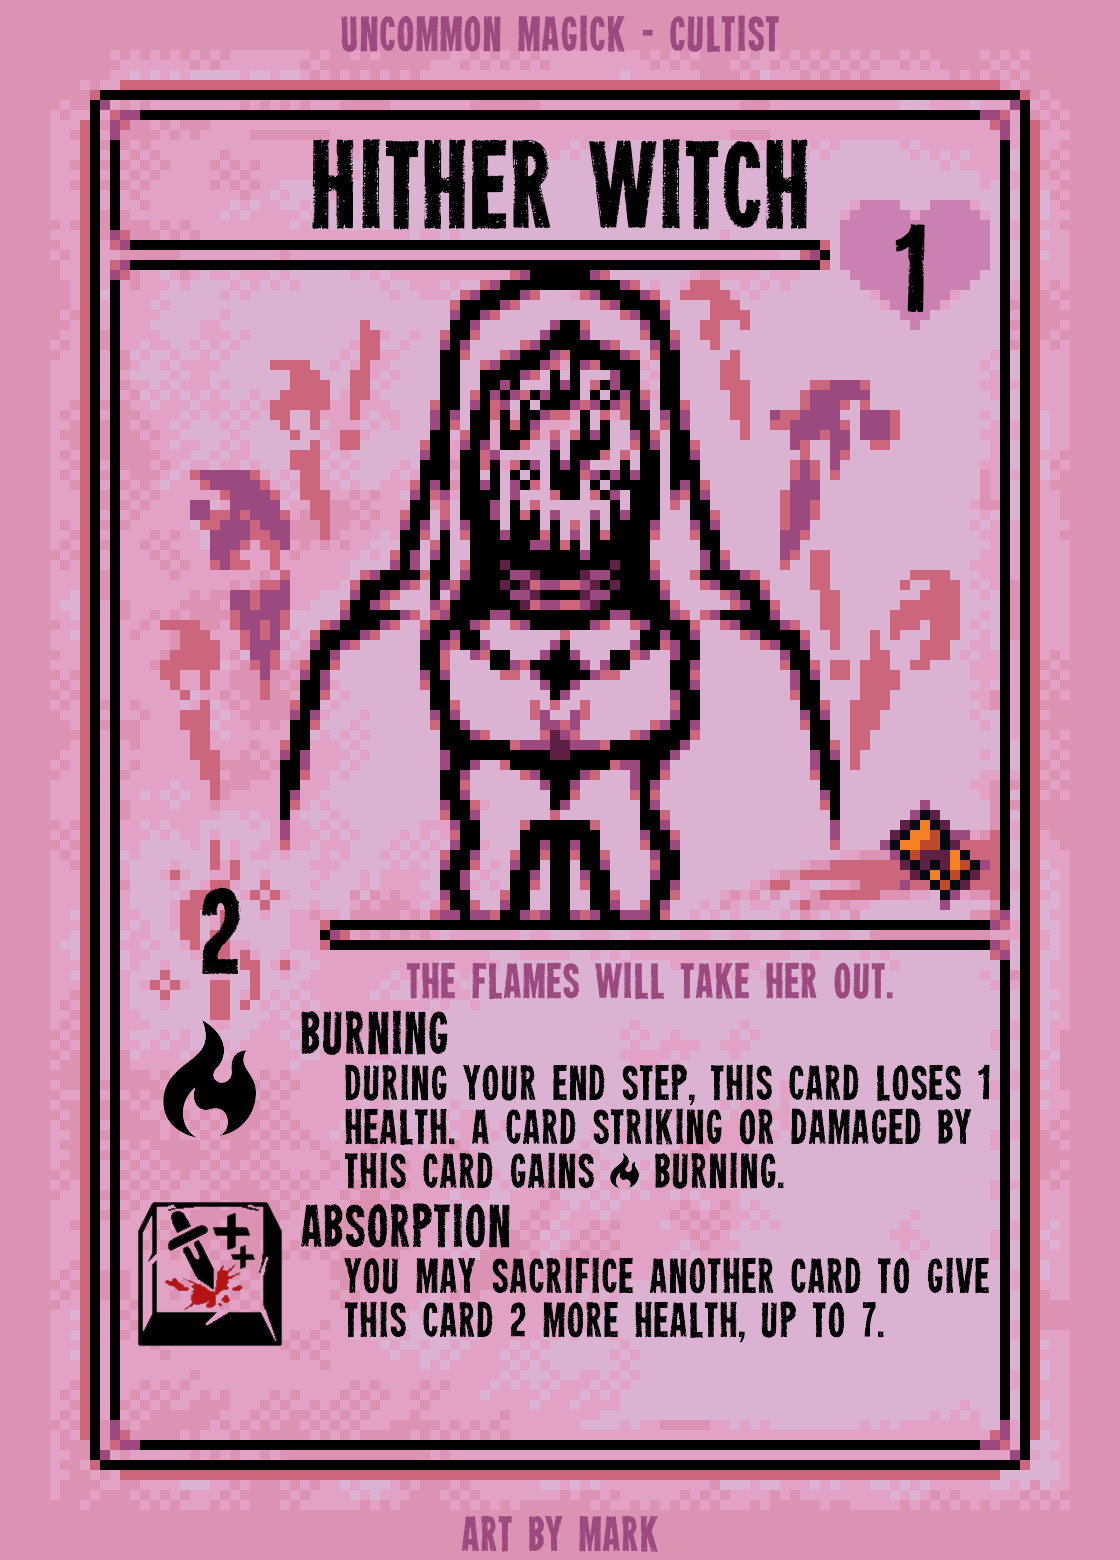 UNCOMMON MAGICK - CULTIST
HITHER WITCH
1
2
THE FLAMES WILL TAKE HER OUT.
BURNING
DURING YOUR END STEP, THIS CARD LOSES 1
HEALTH. A CARD STRIKING OR DAMAGED BY
THIS CARD GAINS BURNING.
ABSORPTION
YOU MAY SACRIFICE ANOTHER CARD TO GIVE
THIS CARD 2 MORE HEALTH, UP TO 7.
ART BY MARK